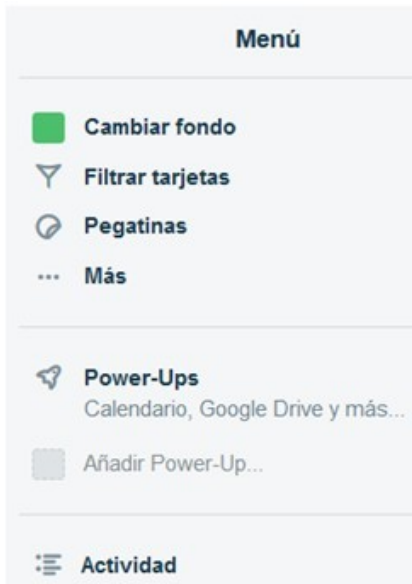 Menú
Cambiar fondo
Filtrar tarjetas
Pegatinas
Más
Power-Ups
Calendario, Google Drive y más...
Añadir Power-Up...
Actividad